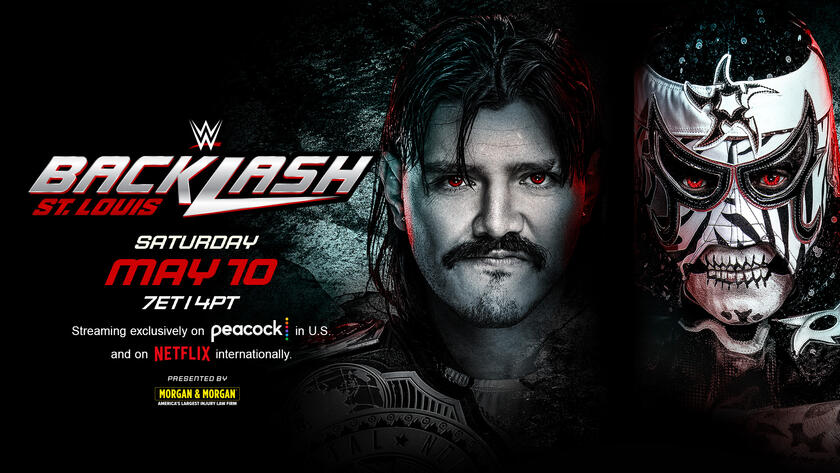 W
BACKLASH
ST. LOUIS
SATURDAY
MAY 10
7ET | 4PT
Streaming exclusively on peacock in U.S.
and on NETFLIX internationally.
PRESENTED BY
MORGAN & MORGAN
AMERICA'S LARGEST INJURY LAW FIRM